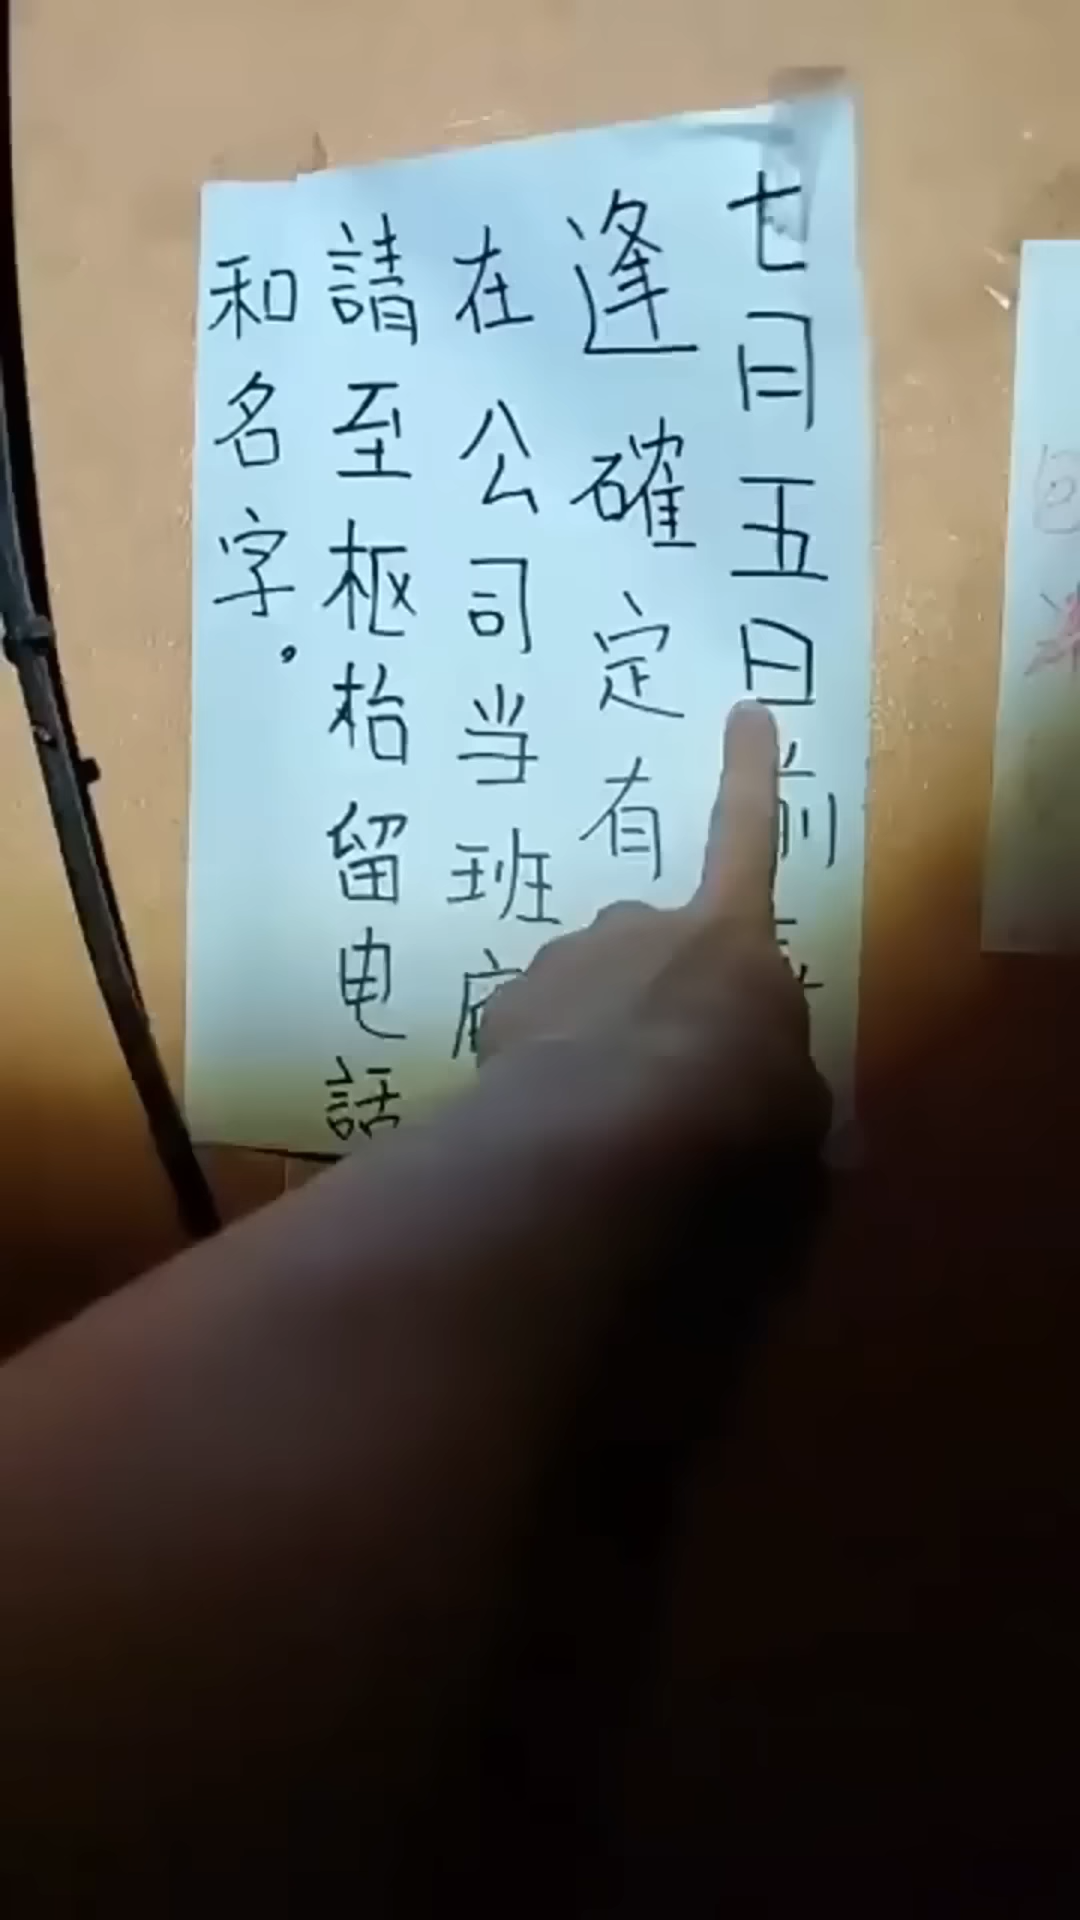 七月五日前
逢確定有
在公司当班
請至柜枱留电話
和名字.